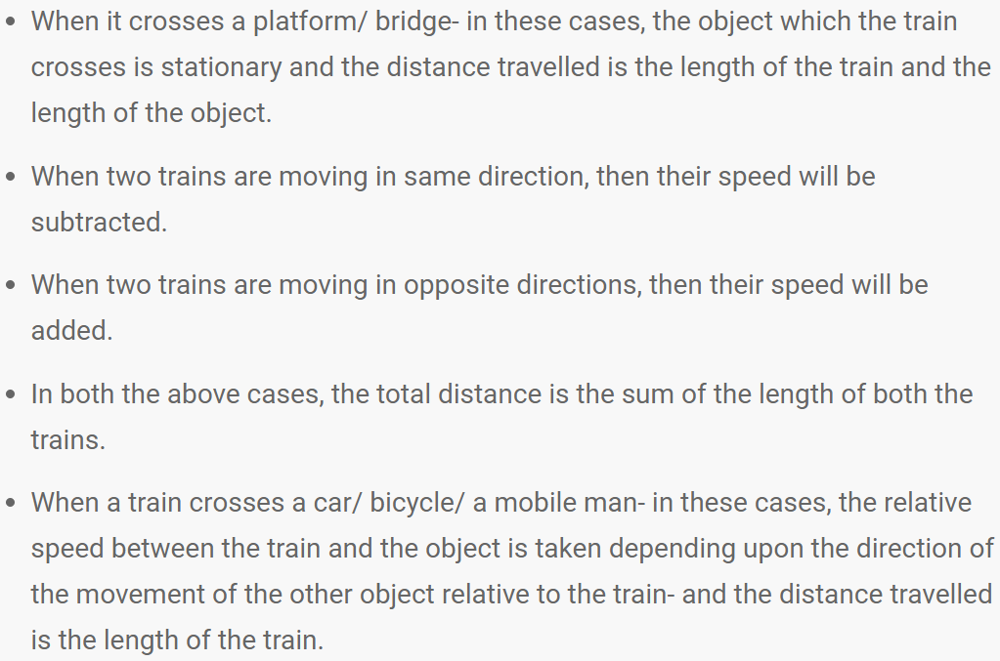 • When it crosses a platform/ bridge- in these cases, the object which the train
crosses is stationary and the distance travelled is the length of the train and the
length of the object.
• When two trains are moving in same direction, then their speed will be
subtracted.
• When two trains are moving in opposite directions, then their speed will be
added.
• In both the above cases, the total distance is the sum of the length of both the
trains.
• When a train crosses a car/ bicycle/ a mobile man- in these cases, the relative
speed between the train and the object is taken depending upon the direction of
the movement of the other object relative to the train- and the distance travelled
is the length of the train.